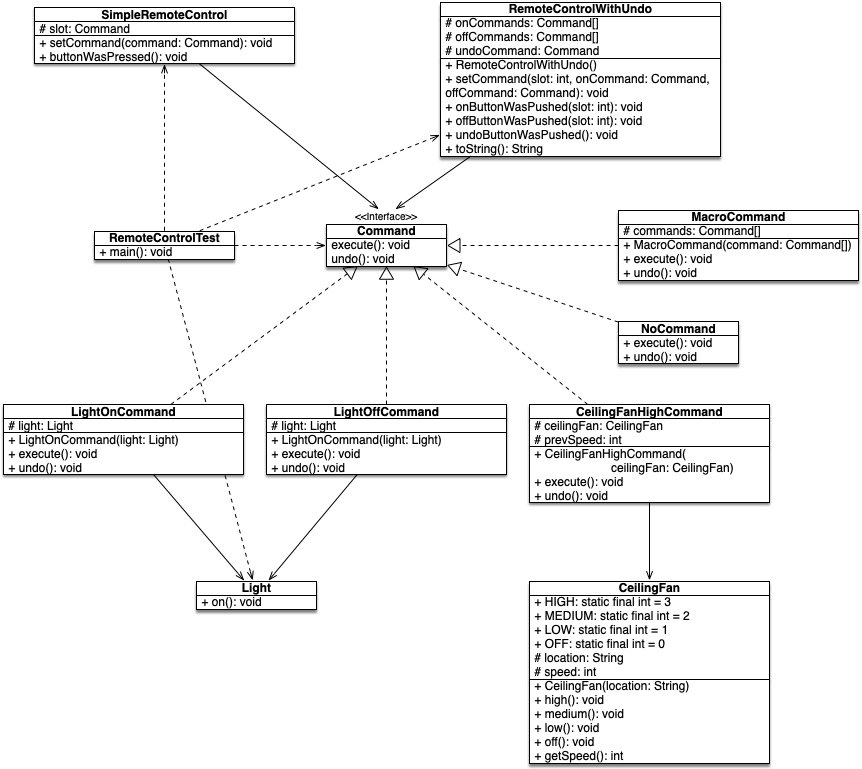 SimpleRemoteControl
# slot: Command
+ setCommand(command: Command): void
+ buttonWasPressed(): void
RemoteControlWithUndo
# onCommands: Command[]
# offCommands: Command[]
# undoCommand: Command
+ RemoteControlWithUndo()
+ setCommand(slot: int, onCommand: Command,
offCommand: Command): void
+ onButtonWasPushed(slot: int): void
+ offButtonWasPushed(slot: int): void
+ undoButtonWasPushed(): void
+ toString(): String
RemoteControlTest
+ main(): void
<<Interface>>
Command
execute(): void
undo(): void
MacroCommand
# commands: Command[]
+ MacroCommand(command: Command[])
+ execute(): void
+ undo(): void
NoCommand
+ execute(): void
+ undo(): void
LightOnCommand
# light: Light
+ LightOnCommand(light: Light)
+ execute(): void
+ undo(): void
LightOffCommand
# light: Light
+ LightOnCommand(light: Light)
+ execute(): void
+ undo(): void
CeilingFanHighCommand
# ceilingFan: CeilingFan
# prevSpeed: int
+ CeilingFanHighCommand(
ceilingFan: CeilingFan)
+ execute(): void
+ undo(): void
Light
+ on(): void
CeilingFan
+ HIGH: static final int = 3
+ MEDIUM: static final int = 2
+ LOW: static final int = 1
+ OFF: static final int = 0
# location: String
# speed: int
+ CeilingFan(location: String)
+ high(): void
+ medium(): void
+ low(): void
+ off(): void
+ getSpeed(): int